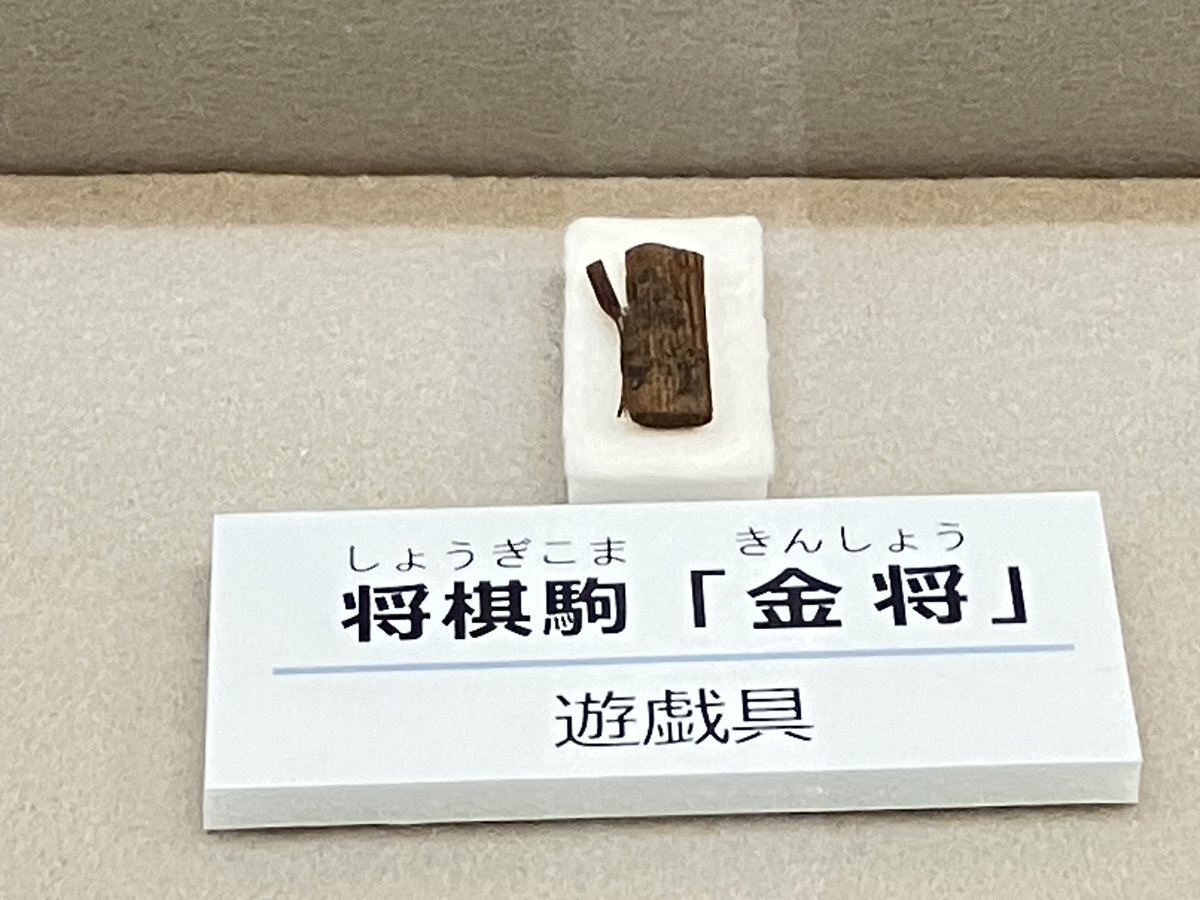 しょうぎこま きんしょう
将棋駒「金将」
遊戯具